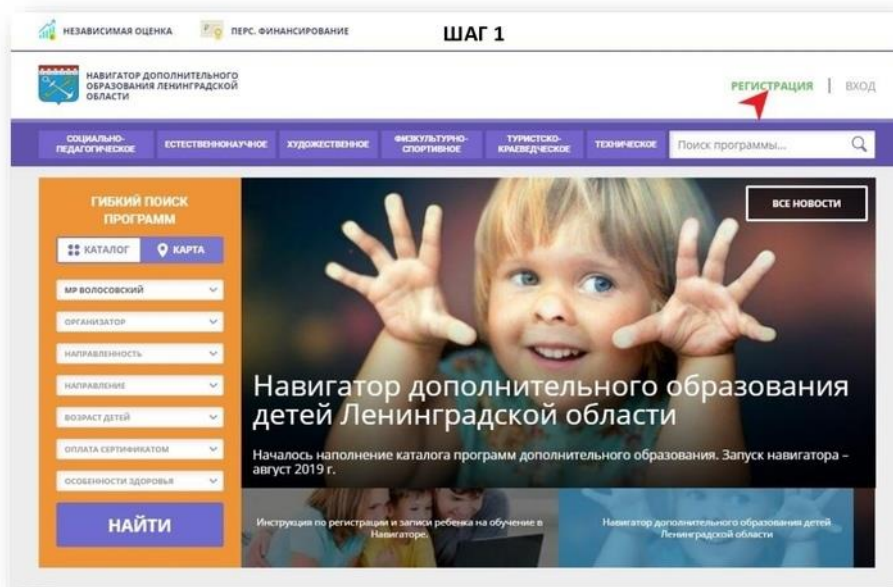 НЕЗАВИСИМАЯ ОЦЕНКА
ПЕРС. ФИНАНСИРОВАНИЕ
ШАГ 1
НАВИГАТОР ДОПОЛНИТЕЛЬНОГО
ОБРАЗОВАНИЯ ЛЕНИНГРАДСКОЙ
ОБЛАСТИ
РЕГИСТРАЦИЯ | ВХОД
СОЦИАЛЬНО-
ПЕДАГОГИЧЕСКОЕ
ЕСТЕСТВЕННОНАУЧНОЕ
ХУДОЖЕСТВЕННОЕ
ФИЗКУЛЬТУРНО-
СПОРТИВНОЕ
ТУРИСТСКО-
КРАЕВЕДЧЕСКОЕ
ТЕХНИЧЕСКОЕ
Поиск программы...
ГИБКИЙ ПОИСК
ПРОГРАММ
КАТАЛОГ
КАРТА
МР ВОЛОСОВСКИЙ
ОРГАНИЗАТОР
НАПРАВЛЕННОСТЬ
НАПРАВЛЕНИЕ
ВОЗРАСТ ДЕТЕЙ
ОПЛАТА СЕРТИФИКАТОМ
ОСОБЕННОСТИ ЗДОРОВЬЯ
НАЙТИ
ВСЕ НОВОСТИ
Навигатор дополнительного образования
детей Ленинградской области
Началось наполнение каталога программ дополнительного образования. Запуск навигатора –
август 2019 г.
Инструкция по регистрации и записи ребенка на обучение в
Навигаторе.
Навигатор дополнительного образования детей
Ленинградской области